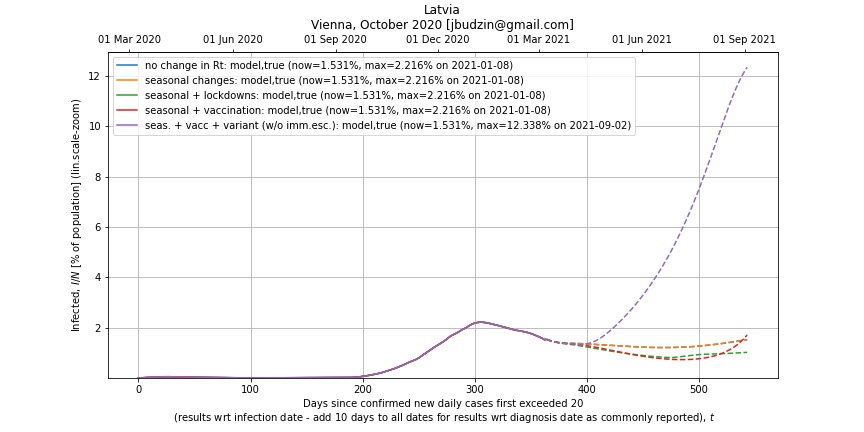 Latvia
Vienna, October 2020 [jbudzin@gmail.com]
01 Mar 2020 01 Jun 2020 01 Sep 2020 01 Dec 2020 01 Mar 2021 01 Jun 2021 01 Sep 2021
no change in Rt: model,true (now=1.531%, max=2.216% on 2021-01-08)
seasonal changes: model,true (now=1.531%, max=2.216% on 2021-01-08)
seasonal + lockdowns: model,true (now=1.531%, max=2.216% on 2021-01-08)
seasonal + vaccination: model,true (now=1.531%, max=2.216% on 2021-01-08)
seas. + vacc + variant (w/o imm.esc.): model,true (now=1.531%, max=12.338% on 2021-09-02)
Infected, I/N [% of population] (lin.scale-zoom)
12
10
8
6
4
2
0 100 200 300 400 500
Days since confirmed new daily cases first exceeded 20
(results wrt infection date - add 10 days to all dates for results wrt diagnosis date as commonly reported), t